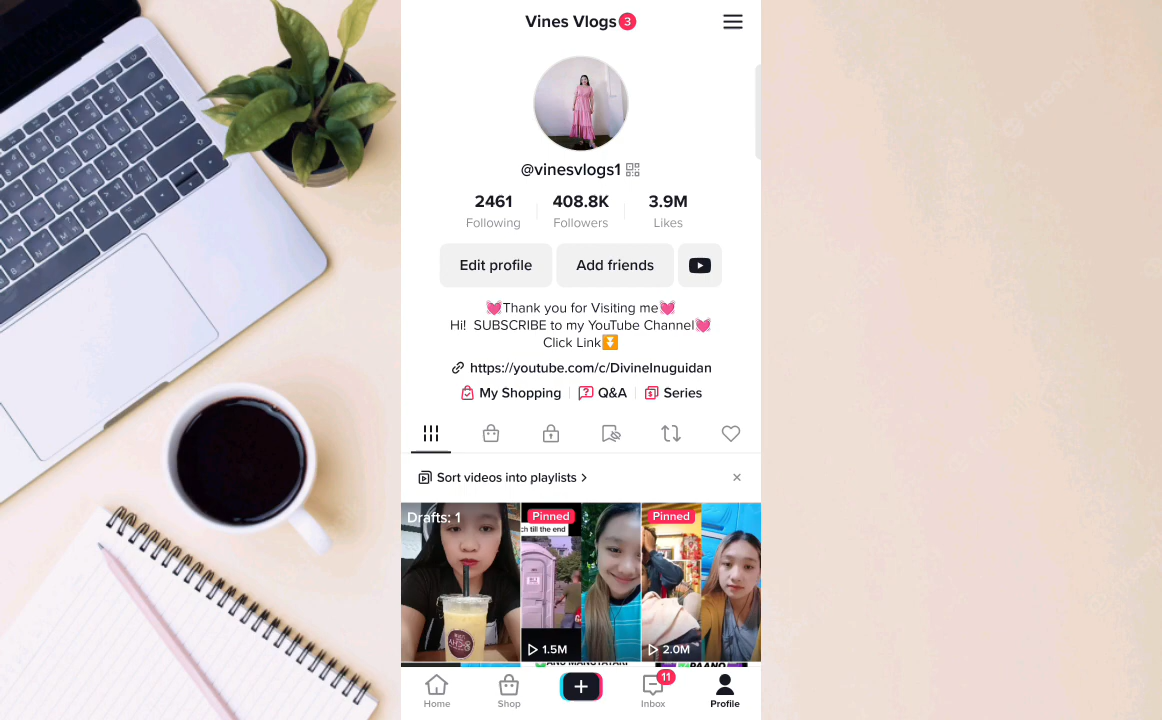 Vines Vlogs 3
@vinesvlogs1
2461 408.8K 3.9M
Following Followers Likes
Edit profile Add friends
💓Thank you for Visiting me💓
Hi! SUBSCRIBE to my YouTube Channel💓
Click Link⏬
https://youtube.com/c/DivineInuguidan
My Shopping Q&A Series
Sort videos into playlists >
Drafts: 1 Pinned Pinned
ch till the end
1.5M 2.0M
11
Home Shop Inbox Profile